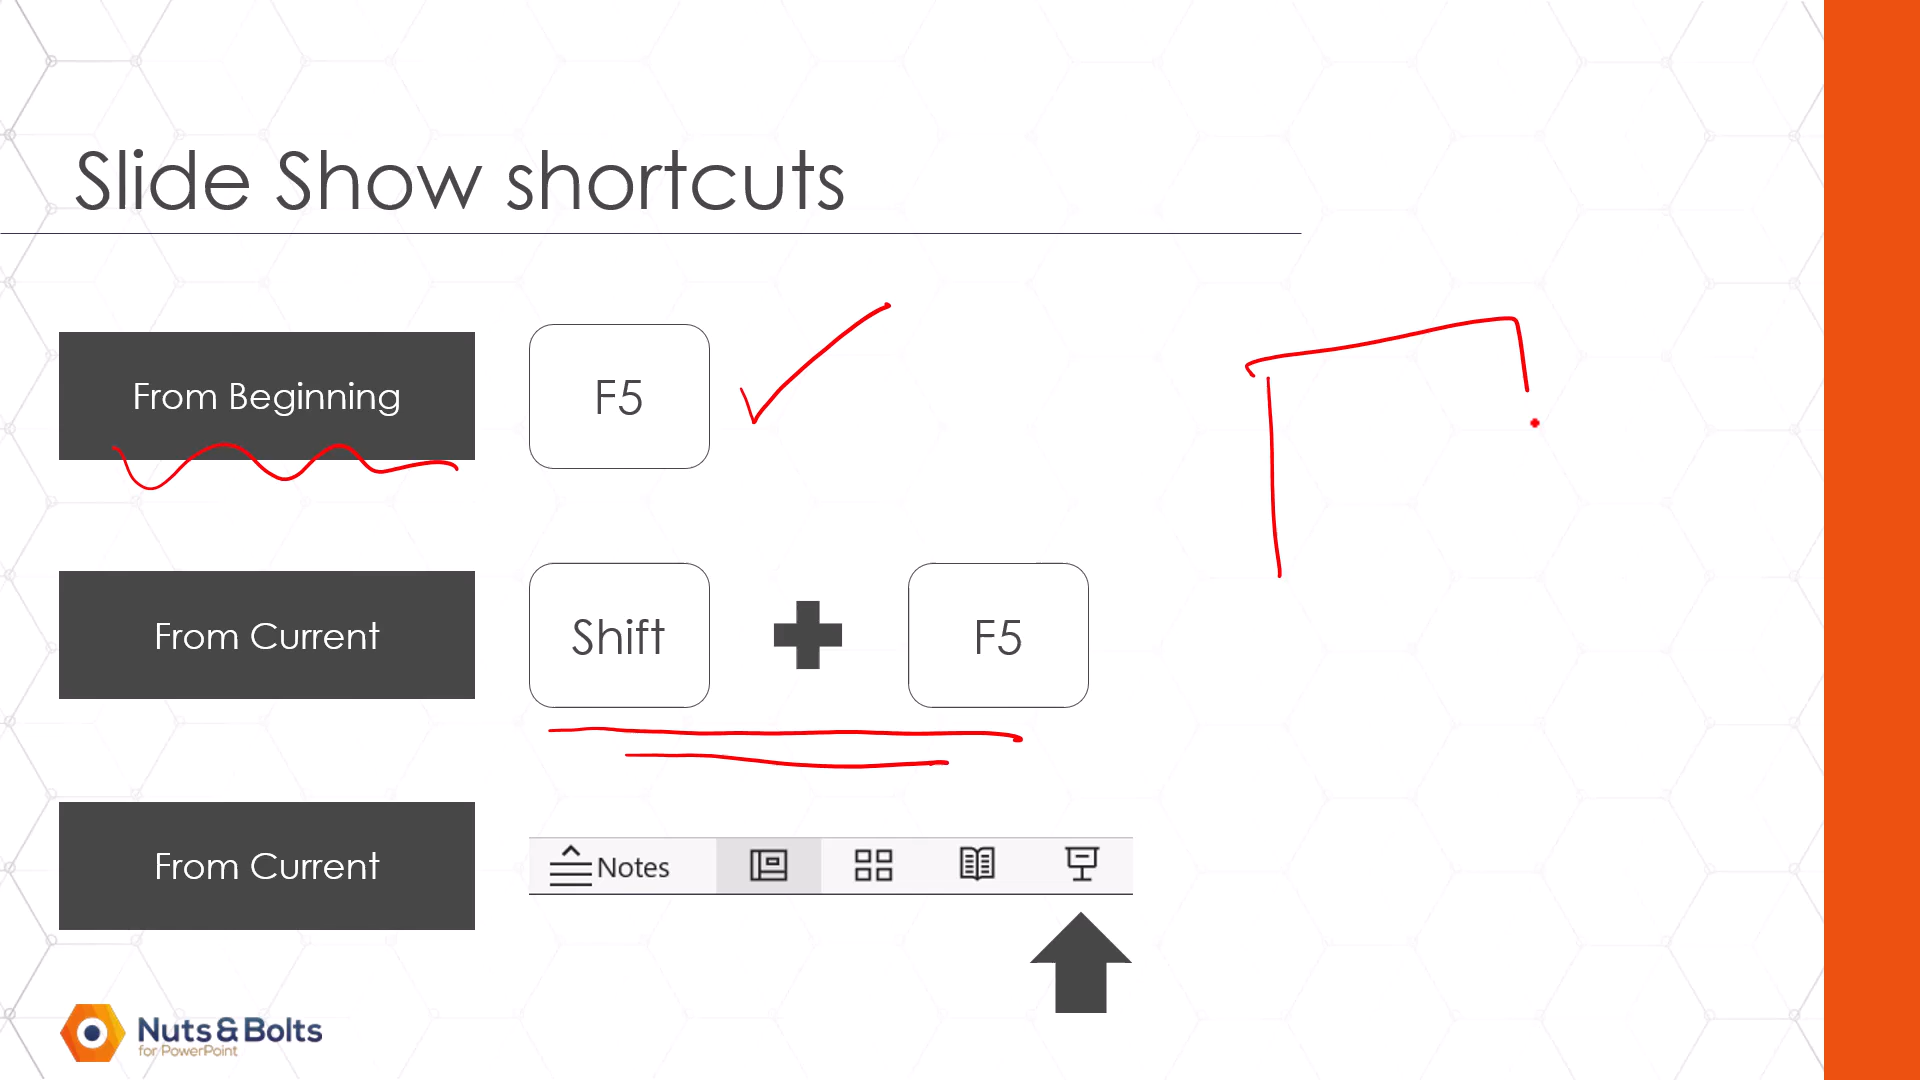 Slide Show shortcuts
From Beginning
F5
From Current
Shift
F5
From Current
Notes
Nuts & Bolts
for PowerPoint